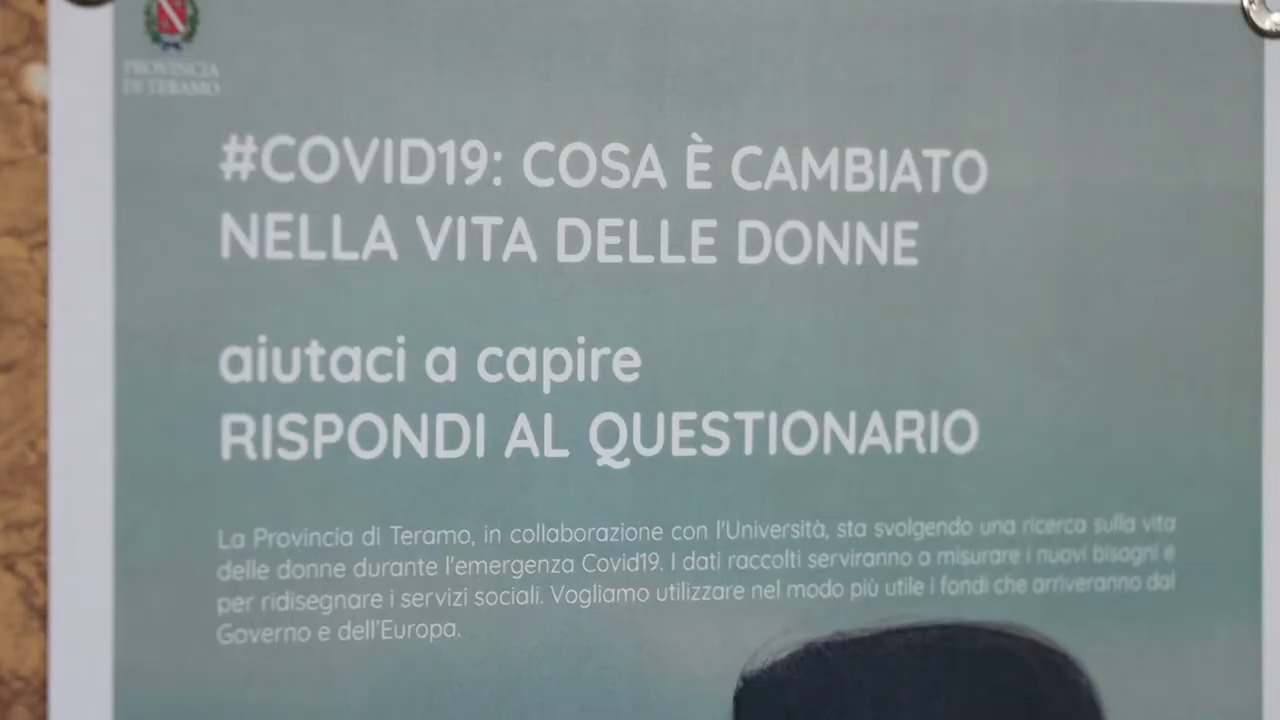 PROVINCIA
DI TERAMO
#COVID19: COSA È CAMBIATO
NELLA VITA DELLE DONNE
aiutaci a capire
RISPONDI AL QUESTIONARIO
La Provincia di Teramo, in collaborazione con l'Università, sta svolgendo una ricerca sulla vita
delle donne durante l'emergenza Covid19. I dati raccolti serviranno a misurare i nuovi bisogni e
per ridisegnare i servizi sociali. Vogliamo utilizzare nel modo più utile i fondi che arriveranno dal
Governo e dell'Europa.